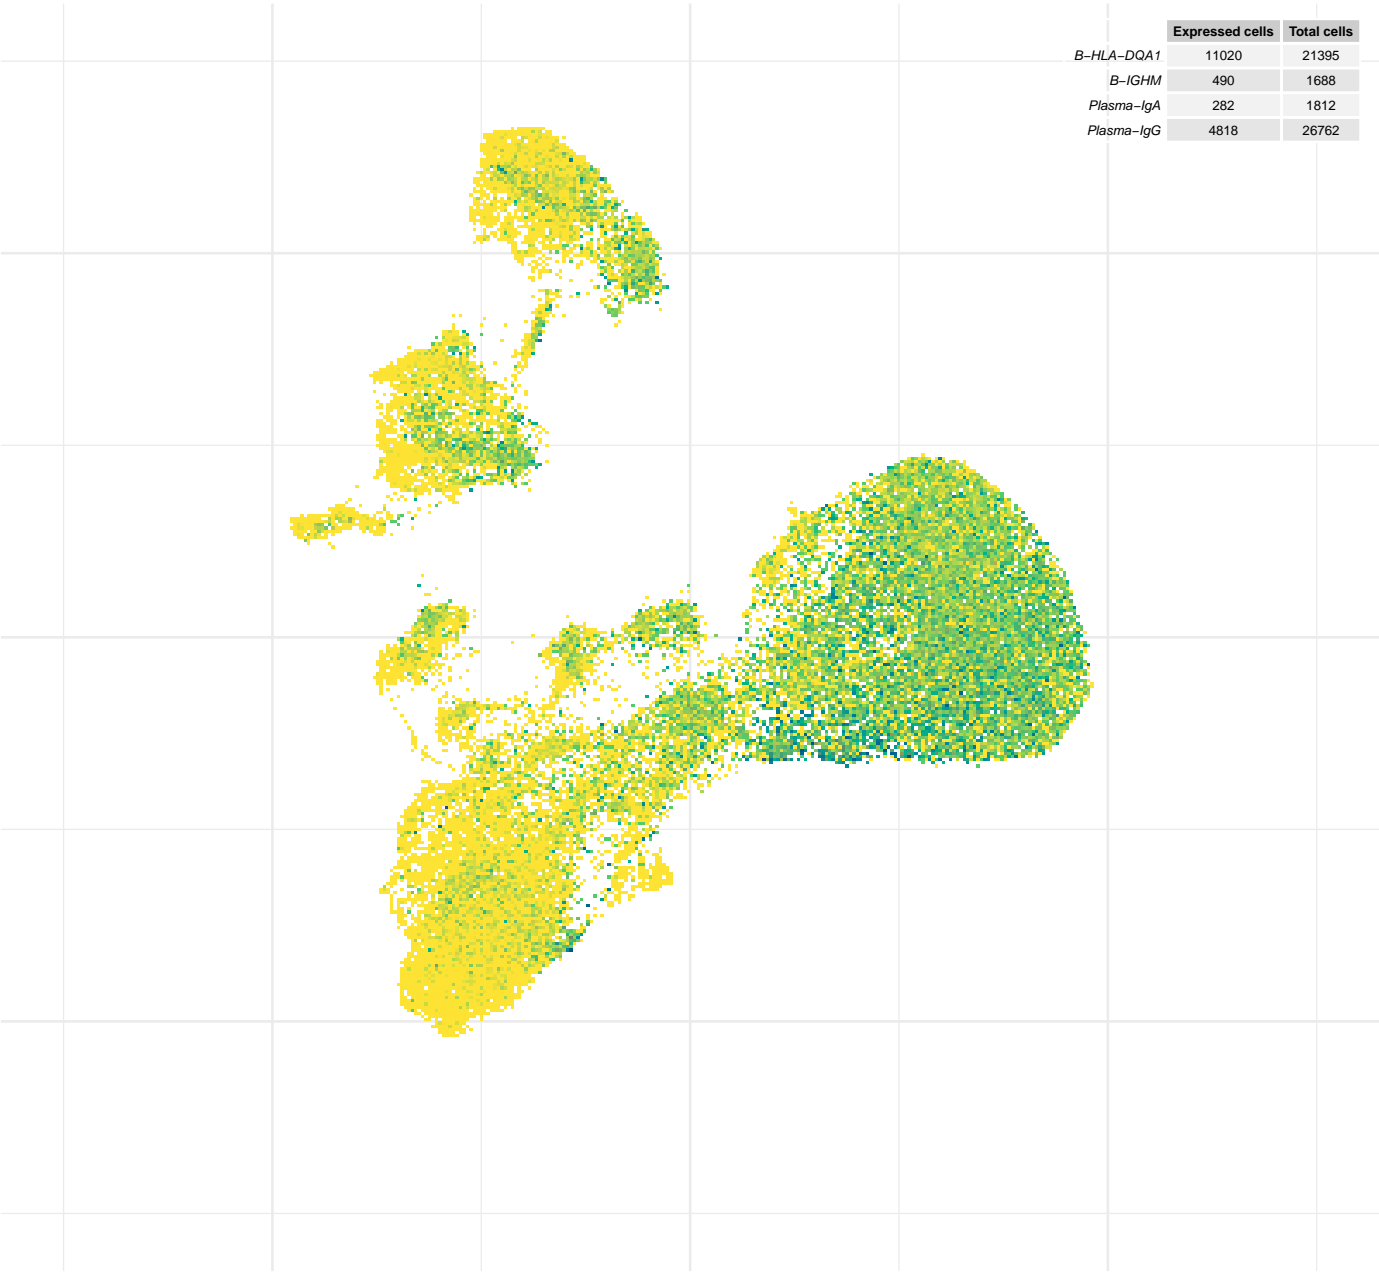 Expressed cells Total cells
B−HLA−DQA1 11020 21395
B−IGHM 490 1688
Plasma−IgA 282 1812
Plasma−IgG 4818 26762